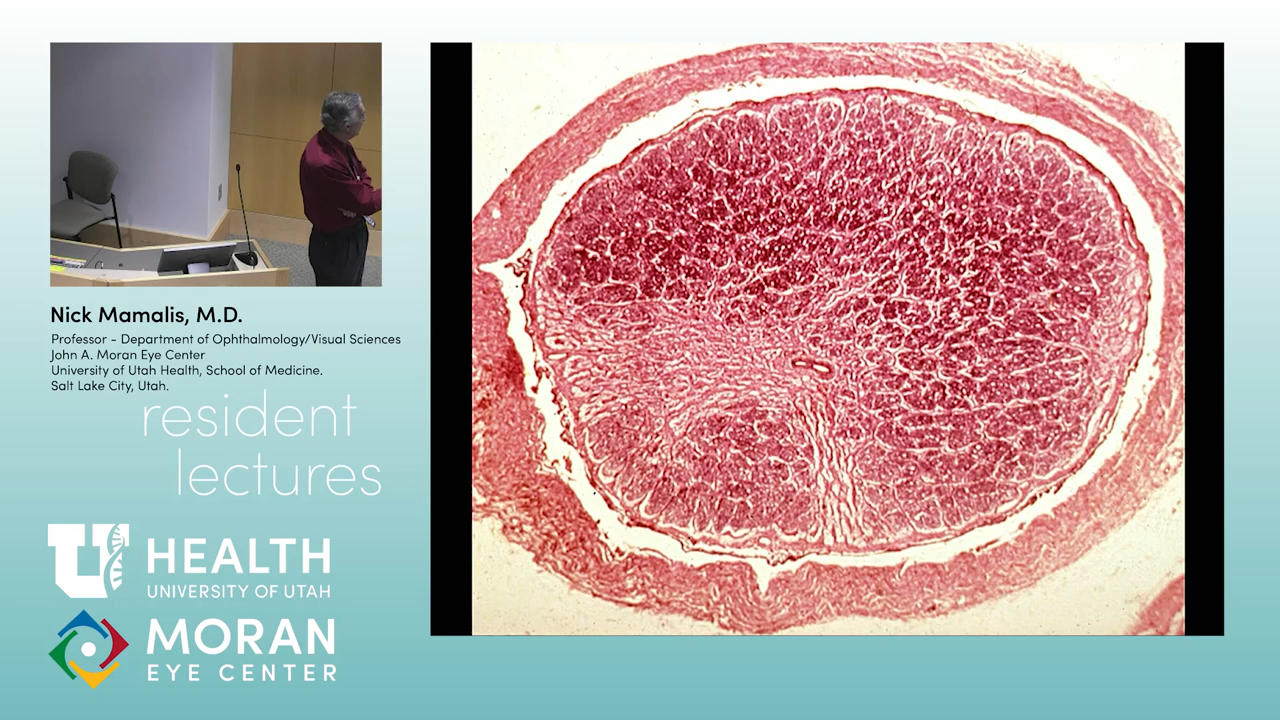 Nick Mamalis, M.D.
Professor - Department of Ophthalmology/Visual Sciences
John A. Moran Eye Center
University of Utah Health, School of Medicine.
Salt Lake City, Utah.
resident
lectures
U HEALTH
UNIVERSITY OF UTAH
MORAN
EYE CENTER